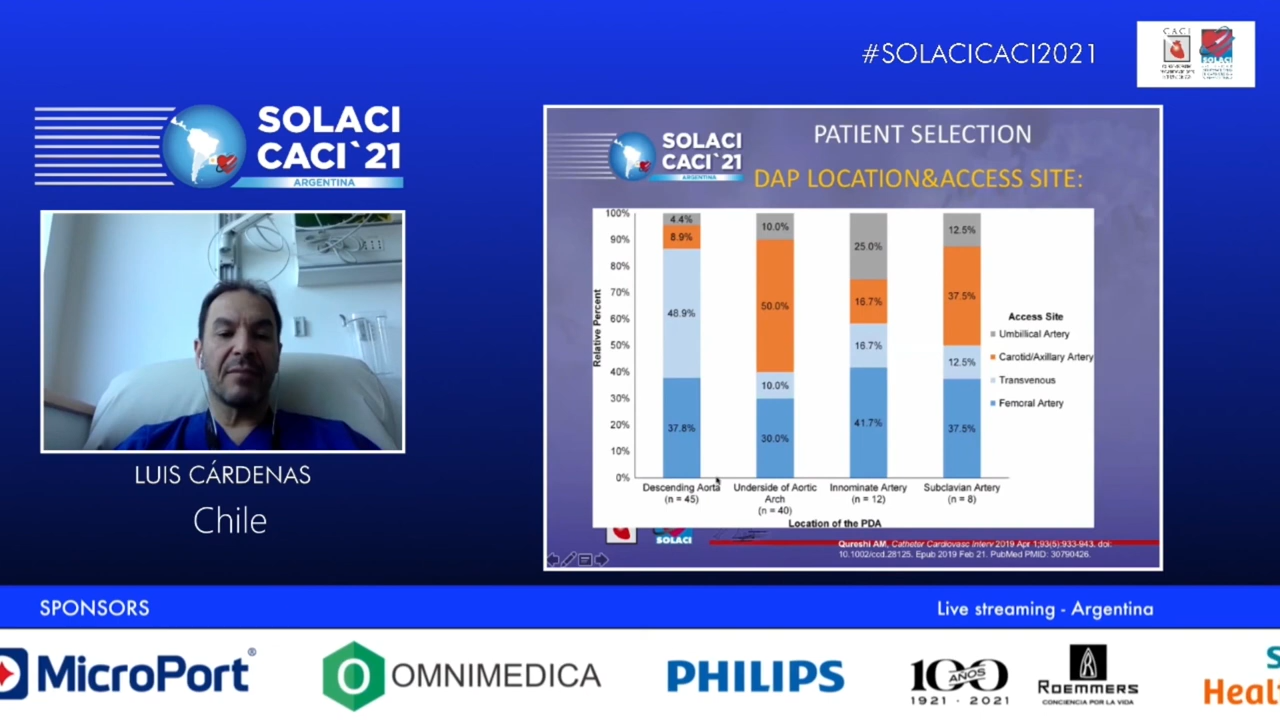 #SOLACICACI2021
CACI
SOLACI
SOLACI
CACI`21
ARGENTINA
LUIS CÁRDENAS
Chile
SOLACI
CACI`21
ARGENTINA
PATIENT SELECTION
DAP LOCATION&ACCESS SITE:
100%
90%
80%
70%
60%
50%
40%
30%
20%
10%
0%
Relative Percent
4.4%
8.9%
48.9%
37.8%
10.0%
50.0%
10.0%
30.0%
25.0%
16.7%
16.7%
41.7%
12.5%
37.5%
12.5%
37.5%
Access Site
Umbillical Artery
Carotid/Axillary Artery
Transvenous
Femoral Artery
Descending Aorta
(n = 45)
Underside of Aortic
Arch
(n = 40)
Innominate Artery
(n = 12)
Subclavian Artery
(n = 8)
Location of the PDA
SOLACI
Qureshi AM, Catheter Cardiovasc Interv 2019 Apr 1;93(5):933-943. doi:
10.1002/ccd.28125. Epub 2019 Feb 21. PubMed PMID: 30790426.
SPONSORS
Live streaming - Argentina
MicroPort®
OMNIMEDICA
PHILIPS
100
AÑOS
1921 · 2021
ROEMMERS
CONCIENCIA POR LA VIDA
S
Healt